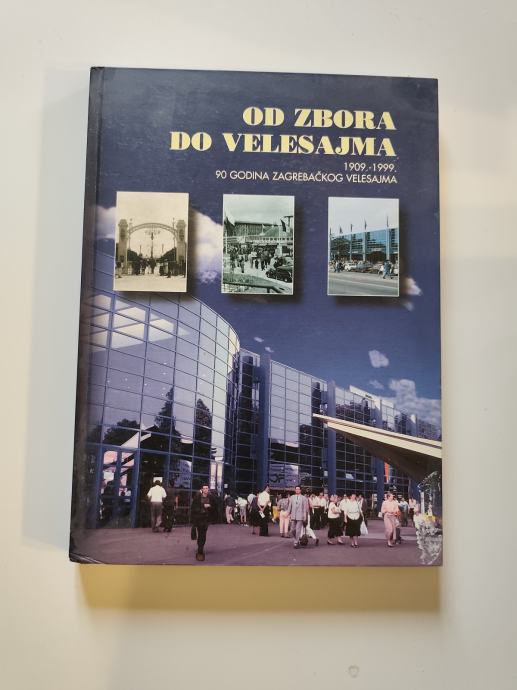 OD ZBORA
DO VELESAJMA
1909.-1999.
90 GODINA ZAGREBAČKOG VELESAJMA